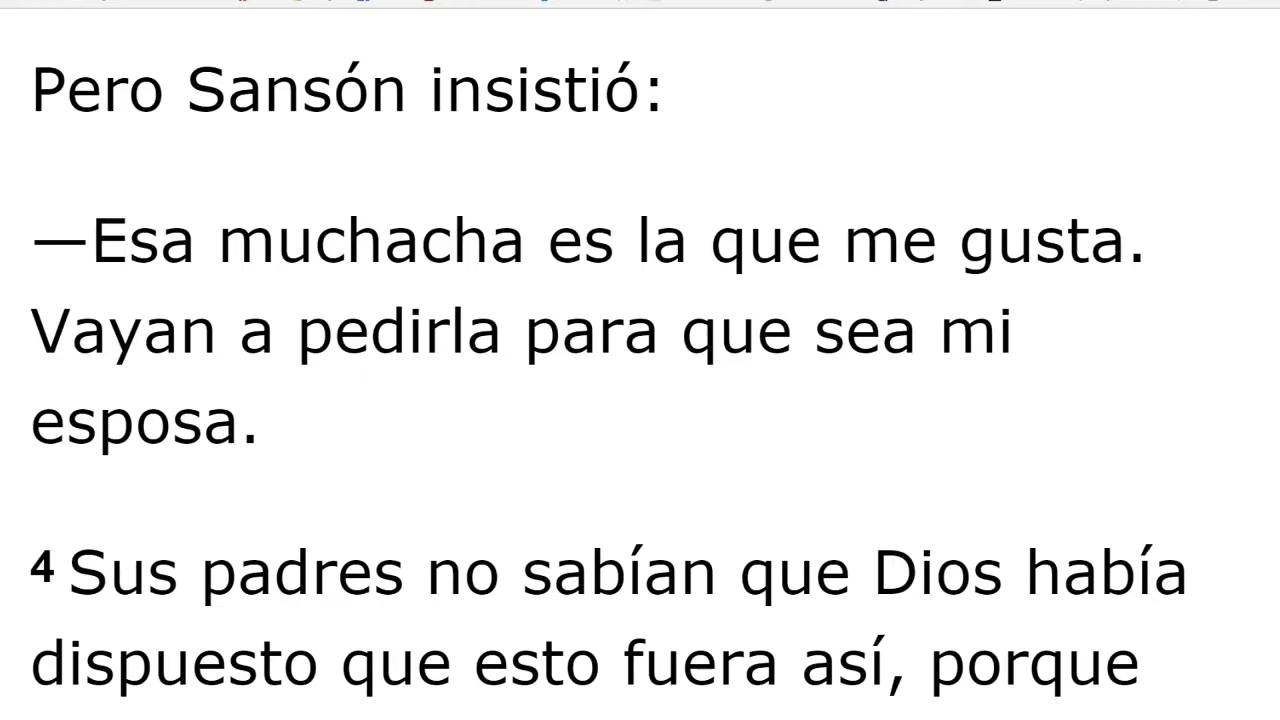 Pero Sansón insistió:
—Esa muchacha es la que me gusta.
Vayan a pedirla para que sea mi
esposa.
4 Sus padres no sabían que Dios había
dispuesto que esto fuera así, porque